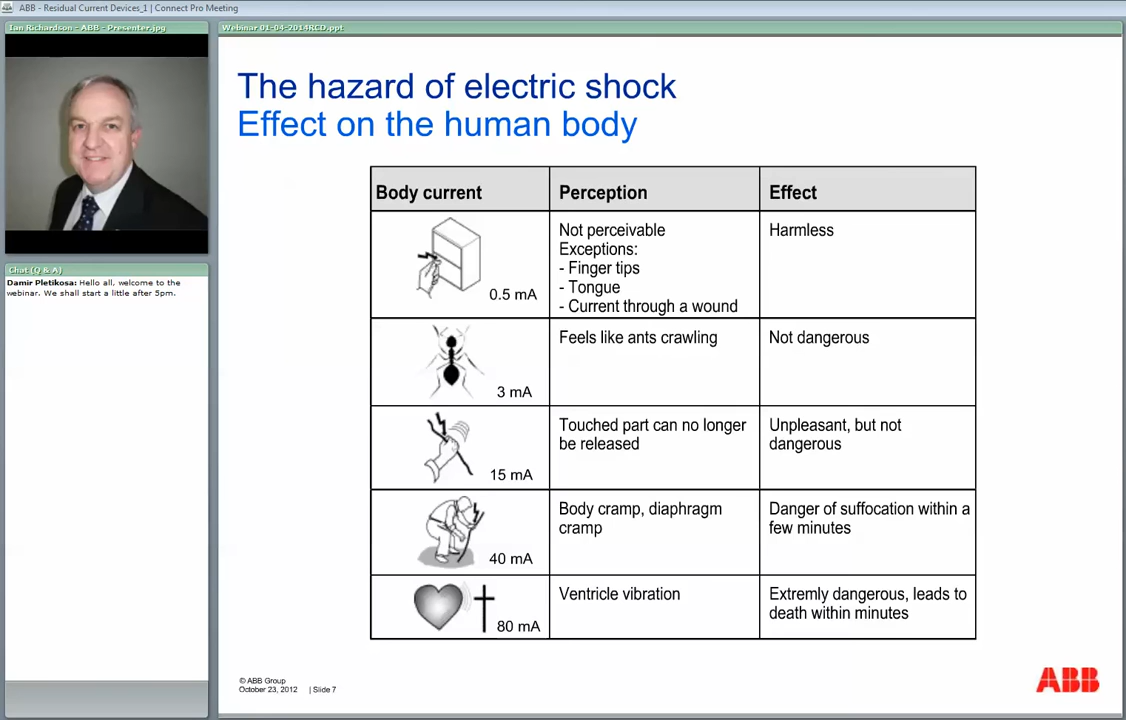 ABB - Residual Current Devices_1 | Connect Pro Meeting
Ian Richardson - ABB - Presenter.jpg
Webinar 01-04-2014RCD.ppt
Chat (Q & A)
Damir Pletikosa: Hello all, welcome to the
webinar. We shall start a little after 5pm.
The hazard of electric shock
Effect on the human body
Body current
Perception
Effect
0.5 mA
Not perceivable
Exceptions:
- Finger tips
- Tongue
- Current through a wound
Harmless
3 mA
Feels like ants crawling
Not dangerous
15 mA
Touched part can no longer
be released
Unpleasant, but not
dangerous
40 mA
Body cramp, diaphragm
cramp
Danger of suffocation within a
few minutes
80 mA
Ventricle vibration
Extremly dangerous, leads to
death within minutes
© ABB Group
October 23, 2012 | Slide 7
ABB